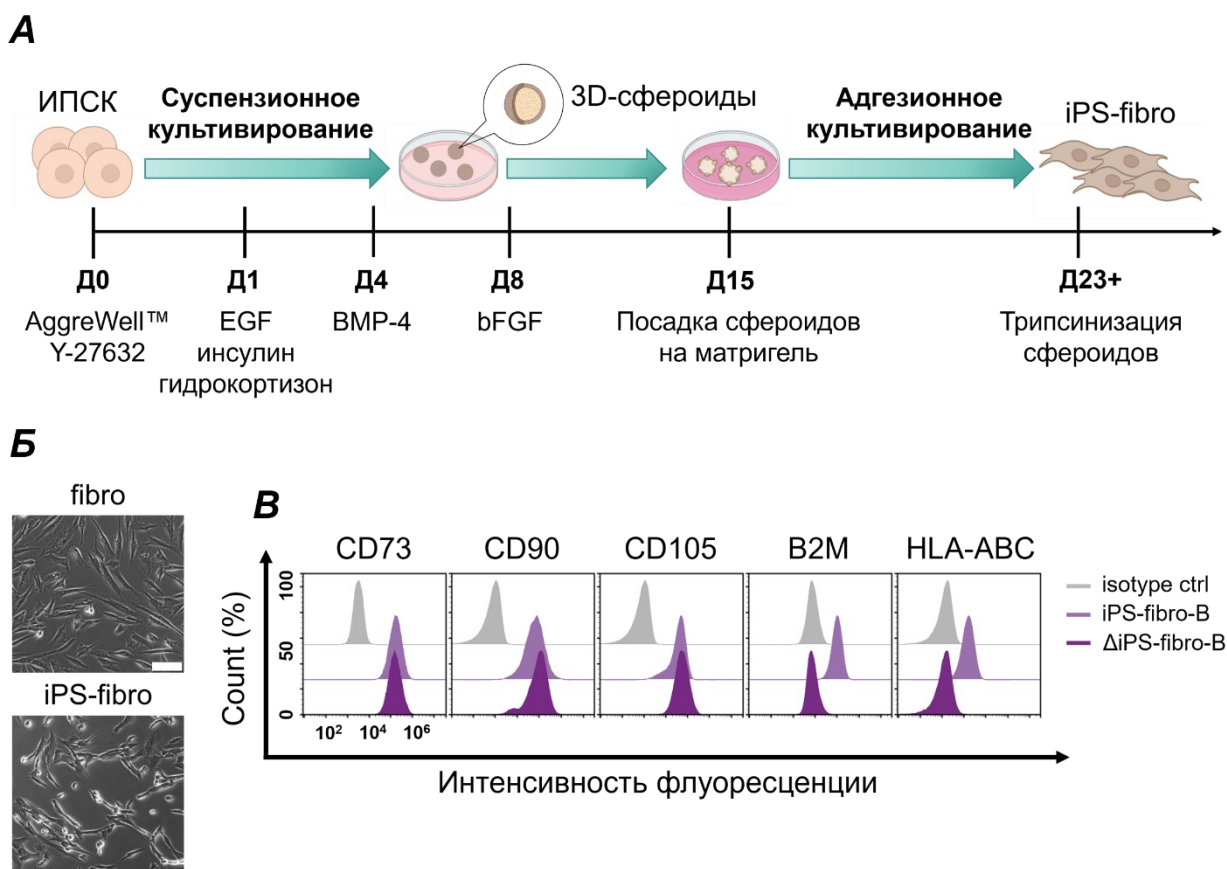 А
ИПСК
Суспензионное
культивирование
3D-сфероиды
Адгезионное
культивирование
iPS-fibro
Д0
Д1
Д4
Д8
Д15
Д23+
AggreWell™
Y-27632
EGF
инсулин
гидрокортизон
BMP-4
bFGF
Посадка сфероидов
на матригель
Трипсинизация
сфероидов
Б
fibro
iPS-fibro
В
CD73
CD90
CD105
B2M
HLA-ABC
Count (%)
100
50
0
10² 10⁴ 10⁶
isotype ctrl
iPS-fibro-B
ΔiPS-fibro-B
Интенсивность флуоресценции